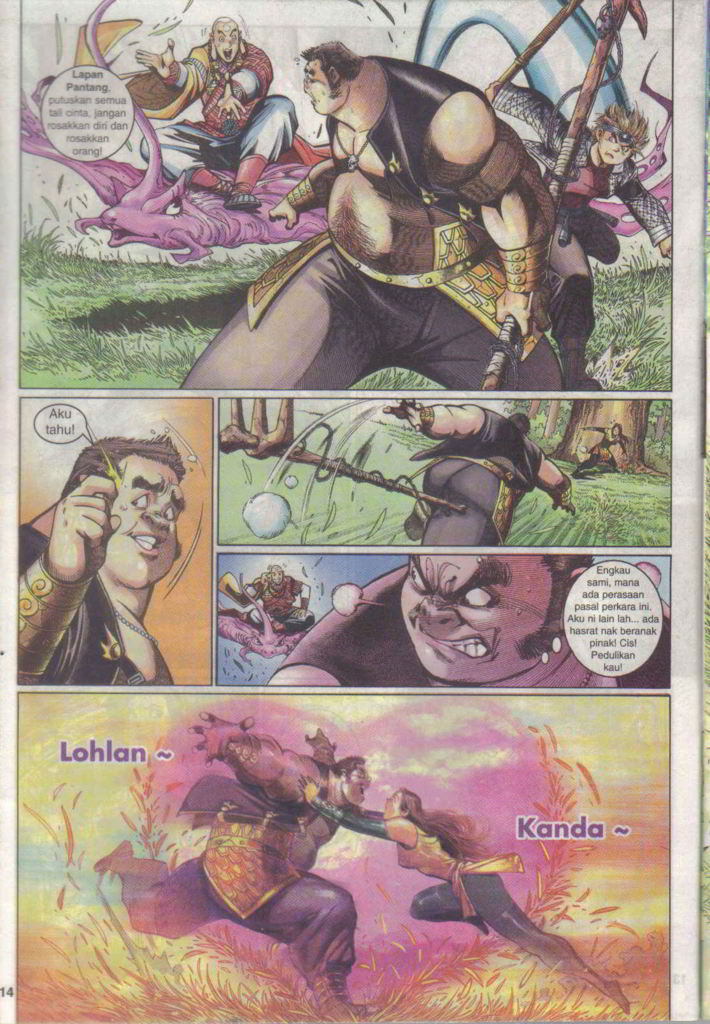 Lapan
Pantang,
putuskan semua
tali cinta, jangan
rosakkan diri dan
rosakkan
orang!
Aku
tahu!
Engkau
sami, mana
ada perasaan
pasal perkara ini.
Aku ni lain lah... ada
hasrat nak beranak
pinak! Cis!
Pedulikan
kau!
Lohlan ~
Kanda ~
14
13